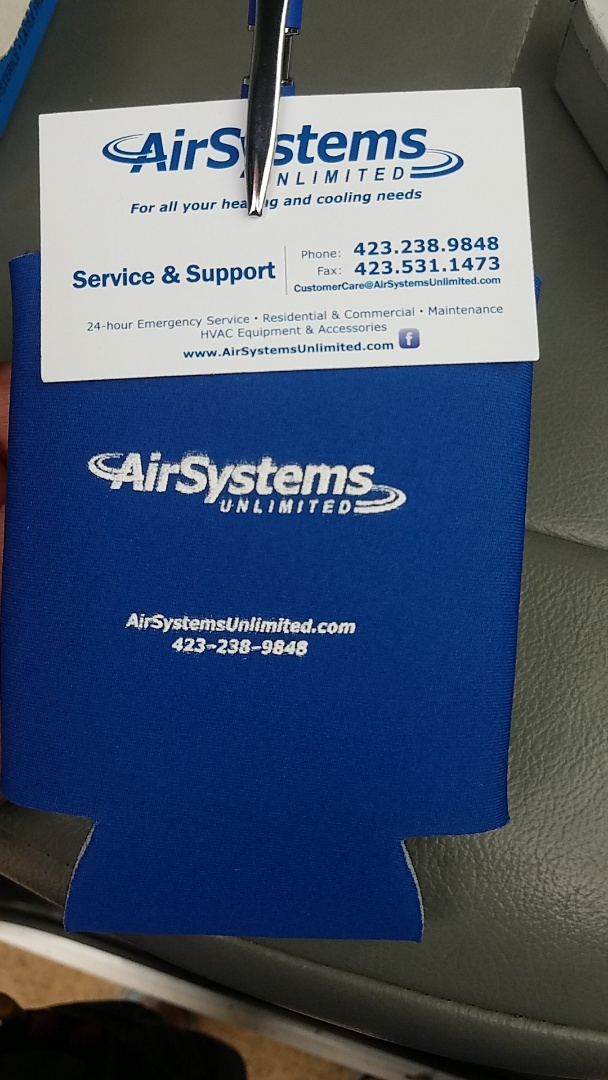 AirSystems
UNLIMITED
For all your heating and cooling needs
Service & Support
Phone: 423.238.9848
Fax: 423.531.1473
CustomerCare@AirSystemsUnlimited.com
24-hour Emergency Service • Residential & Commercial • Maintenance
HVAC Equipment & Accessories
www.AirSystemsUnlimited.com f
AirSystems
UNLIMITED
AirSystemsUnlimited.com
423-238-9848